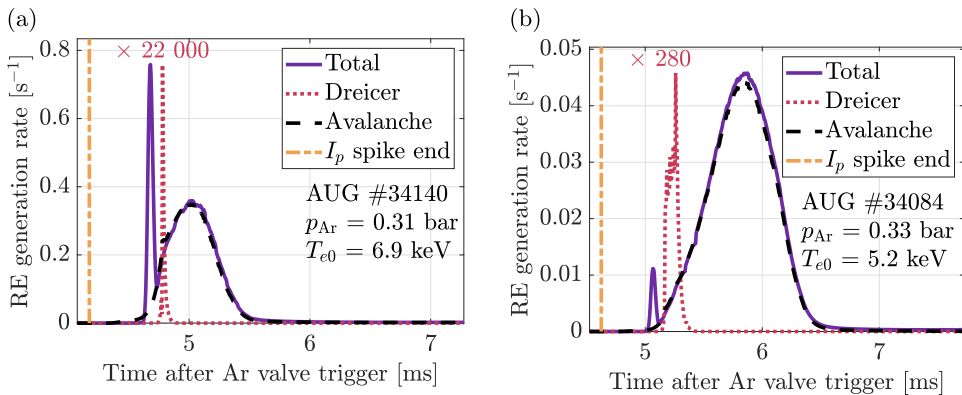 (a)
× 22 000
RE generation rate [s⁻¹]
0.8
0.6
0.4
0.2
0
Total
Dreicer
Avalanche
Iₚ spike end
AUG #34140
p_Ar = 0.31 bar
T_e0 = 6.9 keV
5
6
7
Time after Ar valve trigger [ms]
(b)
× 280
RE generation rate [s⁻¹]
0.05
0.04
0.03
0.02
0.01
0.00
Total
Dreicer
Avalanche
Iₚ spike end
AUG #34084
p_Ar = 0.33 bar
T_e0 = 5.2 keV
5
6
7
Time after Ar valve trigger [ms]